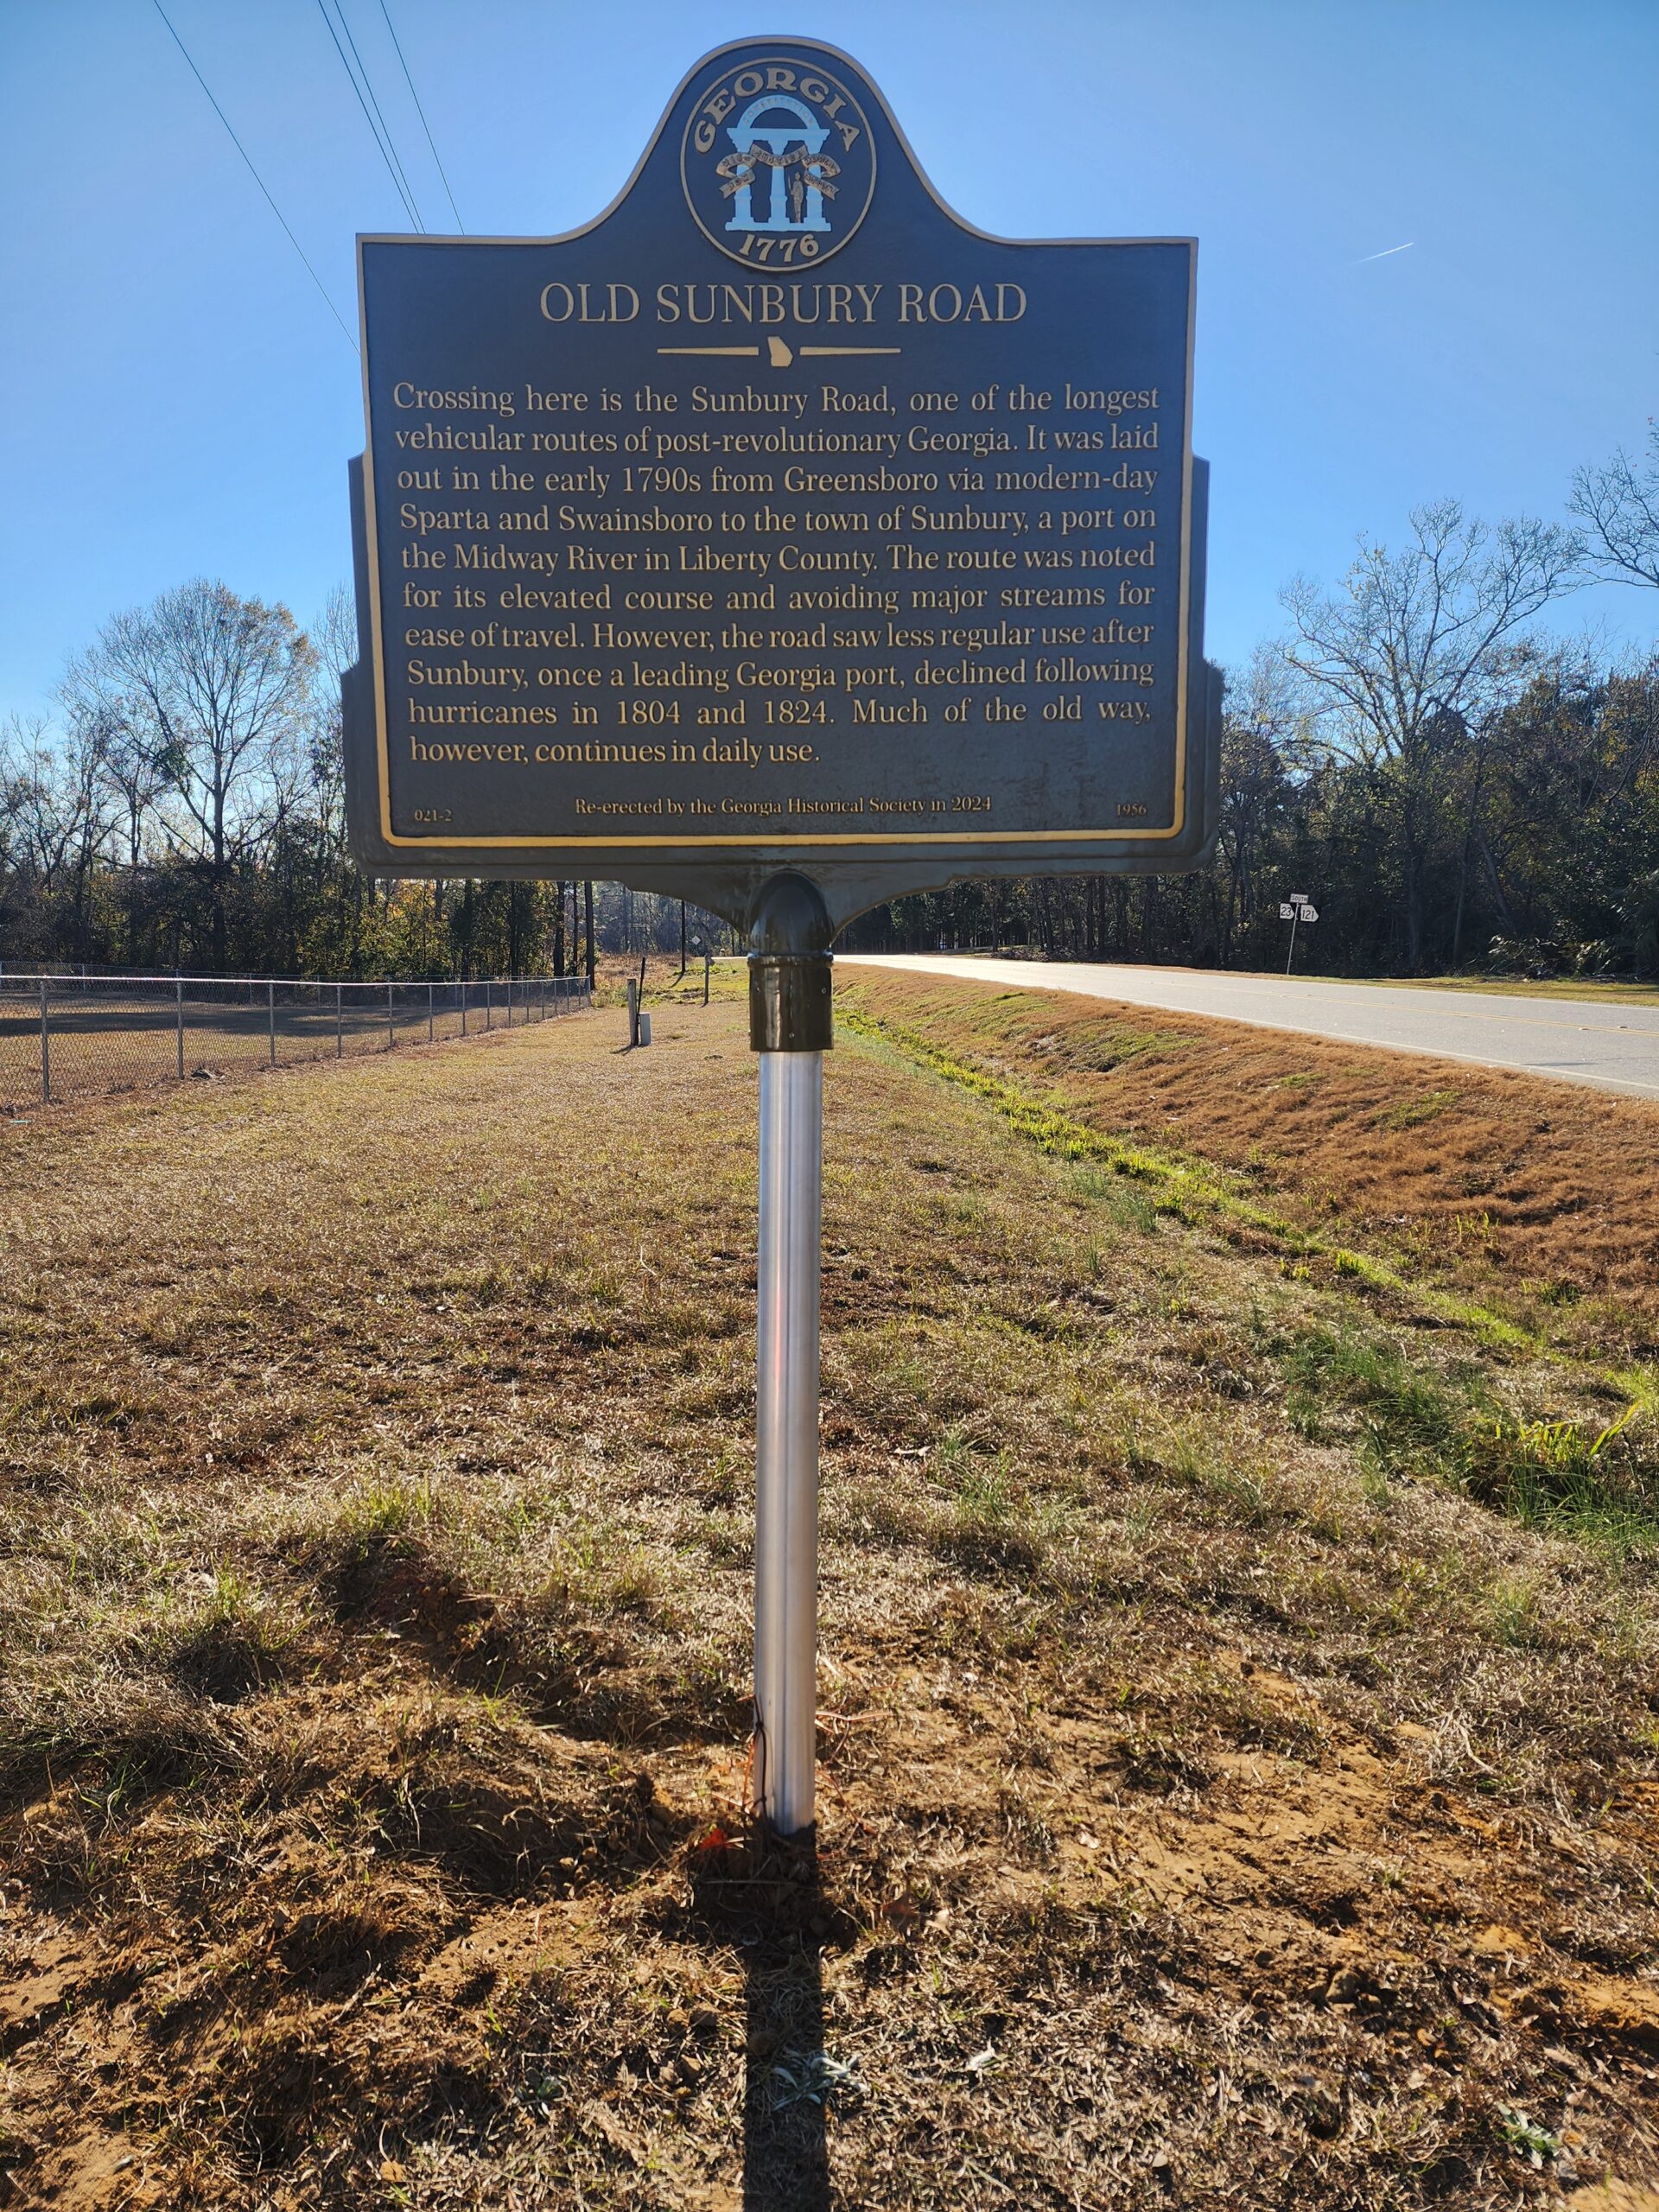 GEORGIA
1776
OLD SUNBURY ROAD
Crossing here is the Sunbury Road, one of the longest
vehicular routes of post-revolutionary Georgia. It was laid
out in the early 1790s from Greensboro via modern-day
Sparta and Swainsboro to the town of Sunbury, a port on
the Midway River in Liberty County. The route was noted
for its elevated course and avoiding major streams for
ease of travel. However, the road saw less regular use after
Sunbury, once a leading Georgia port, declined following
hurricanes in 1804 and 1824. Much of the old way,
however, continues in daily use.
021-2 Re-erected by the Georgia Historical Society in 2024 1956
SOUTH
23 121